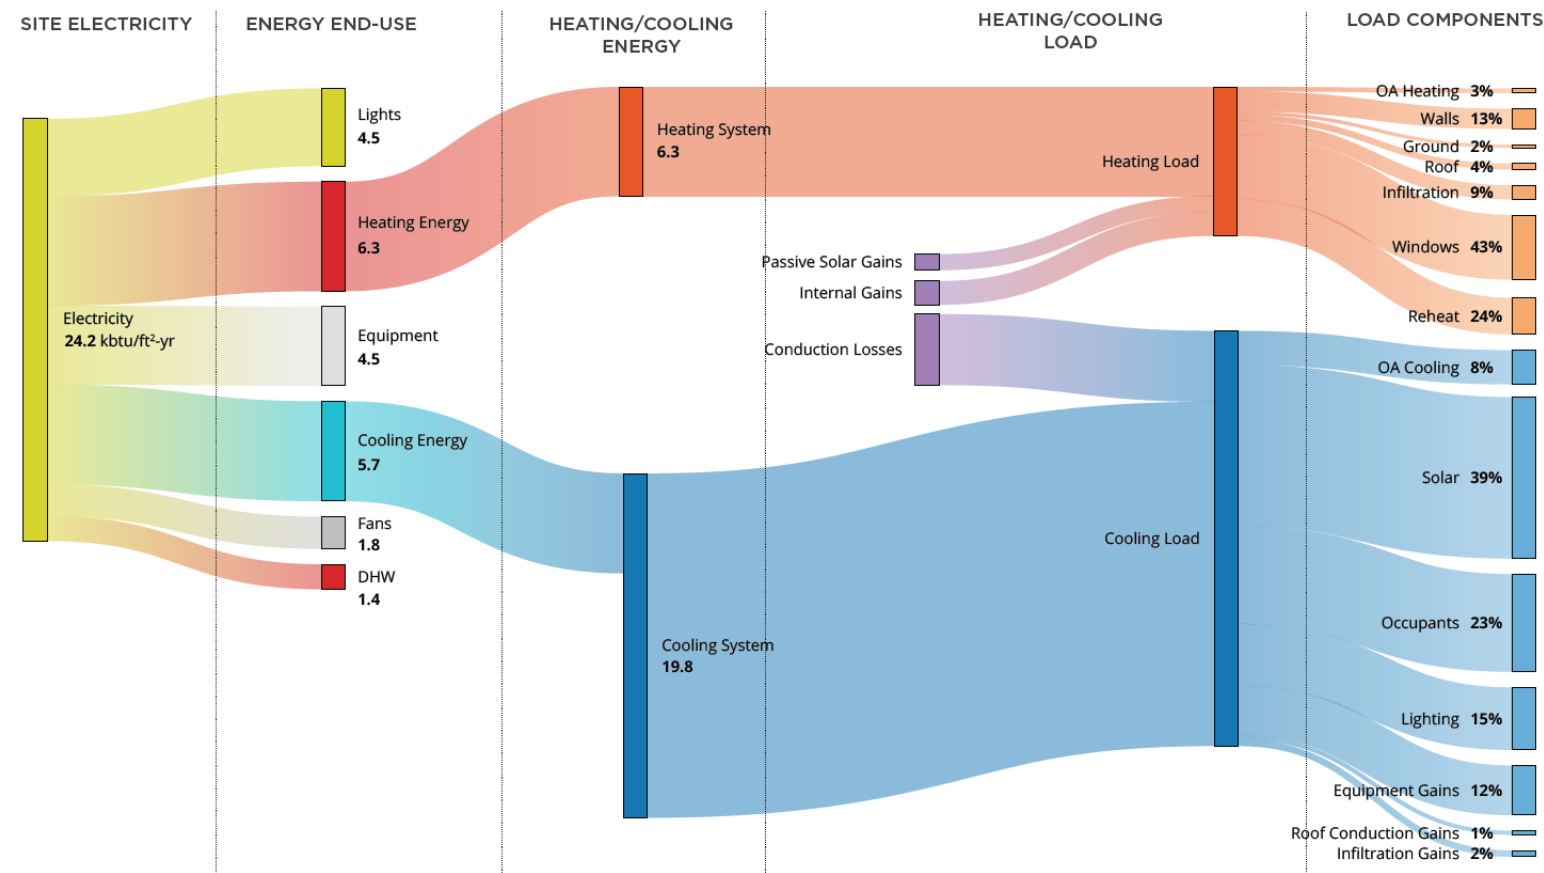 SITE ELECTRICITY
ENERGY END-USE
HEATING/COOLING
ENERGY
HEATING/COOLING
LOAD
LOAD COMPONENTS
Electricity
24.2 kbtu/ft²-yr
Lights
4.5
Heating Energy
6.3
Equipment
4.5
Cooling Energy
5.7
Fans
1.8
DHW
1.4
Heating System
6.3
Cooling System
19.8
Passive Solar Gains
Internal Gains
Conduction Losses
Heating Load
Cooling Load
OA Heating 3%
Walls 13%
Ground 2%
Roof 4%
Infiltration 9%
Windows 43%
Reheat 24%
OA Cooling 8%
Solar 39%
Occupants 23%
Lighting 15%
Equipment Gains 12%
Roof Conduction Gains 1%
Infiltration Gains 2%